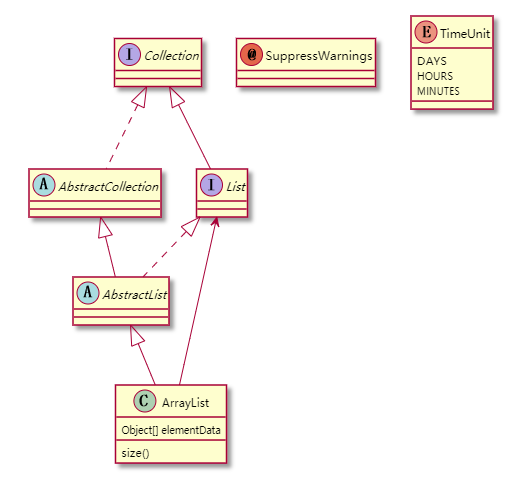 I Collection
@ SuppressWarnings
E TimeUnit
DAYS
HOURS
MINUTES
A AbstractCollection
I List
A AbstractList
C ArrayList
Object[] elementData
size()